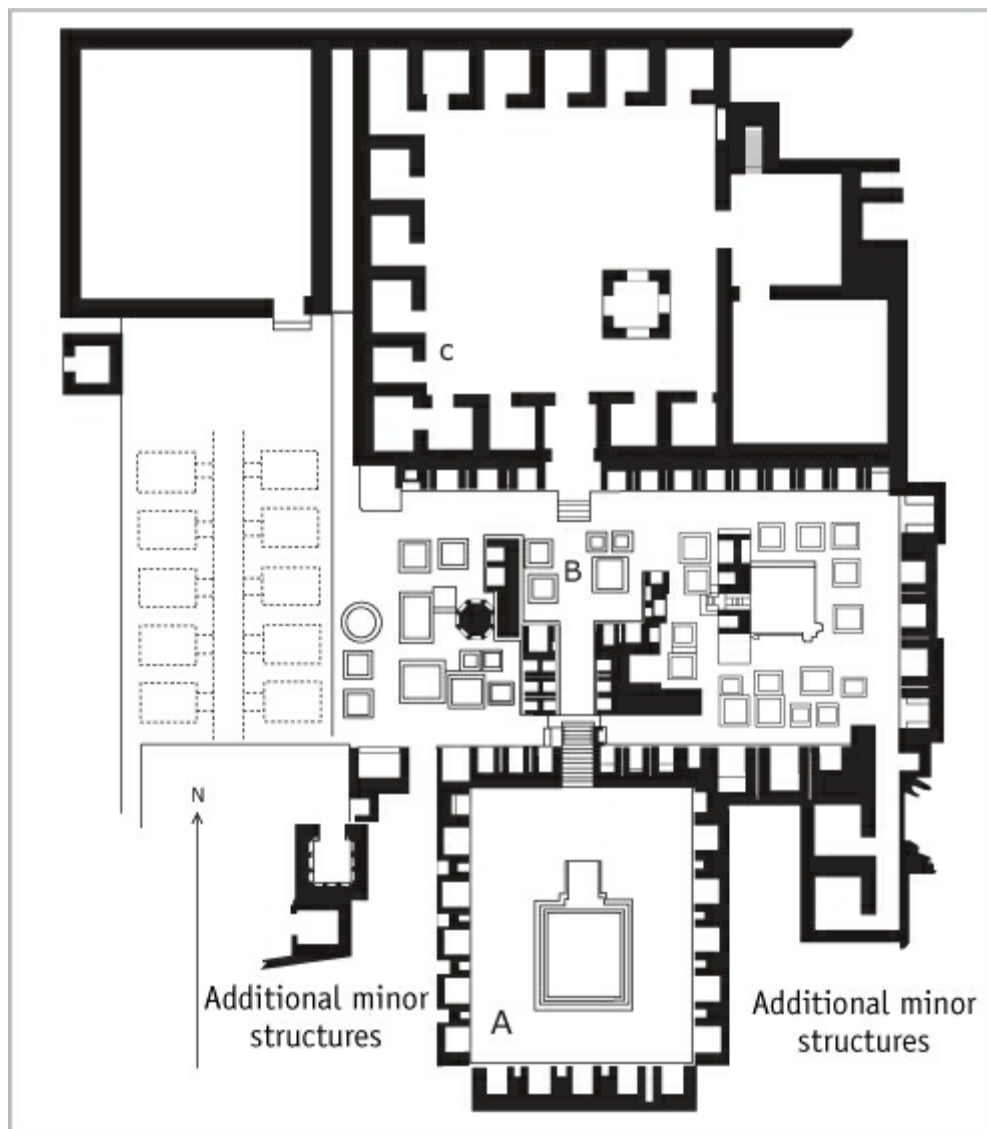 C
B
N
A
Additional minor
structures
Additional minor
structures